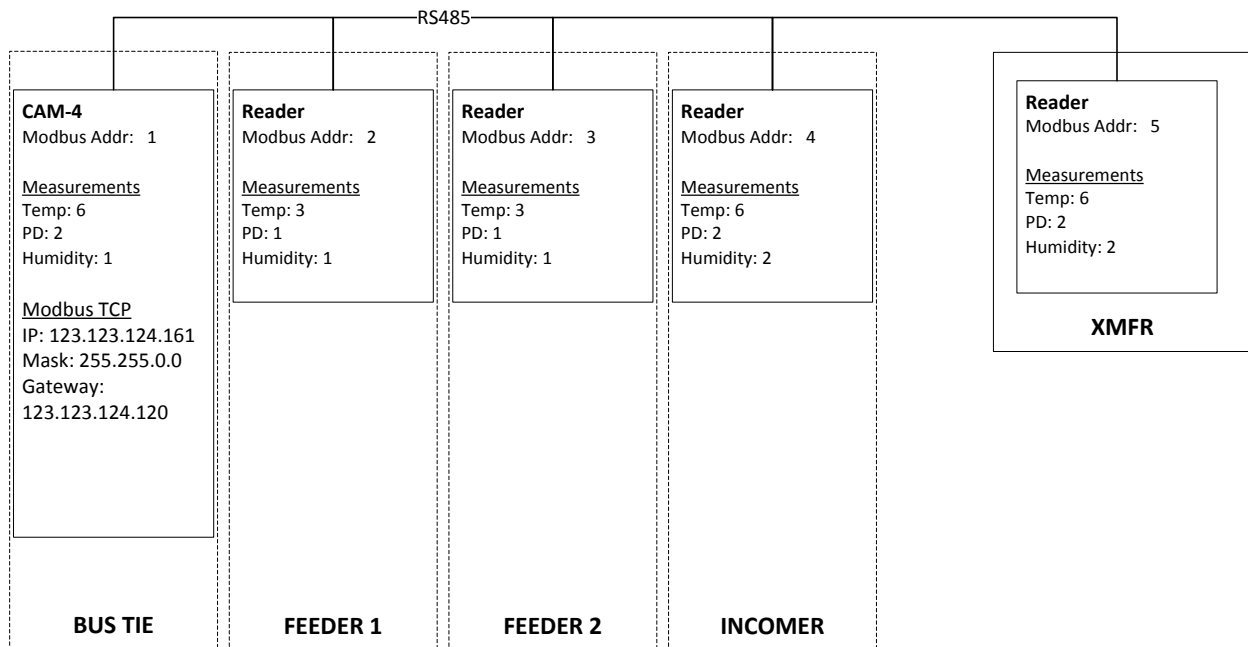 RS485
CAM-4
Modbus Addr: 1
Measurements
Temp: 6
PD: 2
Humidity: 1
Modbus TCP
IP: 123.123.124.161
Mask: 255.255.0.0
Gateway:
123.123.124.120
BUS TIE
Reader
Modbus Addr: 2
Measurements
Temp: 3
PD: 1
Humidity: 1
FEEDER 1
Reader
Modbus Addr: 3
Measurements
Temp: 3
PD: 1
Humidity: 1
FEEDER 2
Reader
Modbus Addr: 4
Measurements
Temp: 6
PD: 2
Humidity: 2
INCOMER
Reader
Modbus Addr: 5
Measurements
Temp: 6
PD: 2
Humidity: 2
XMFR